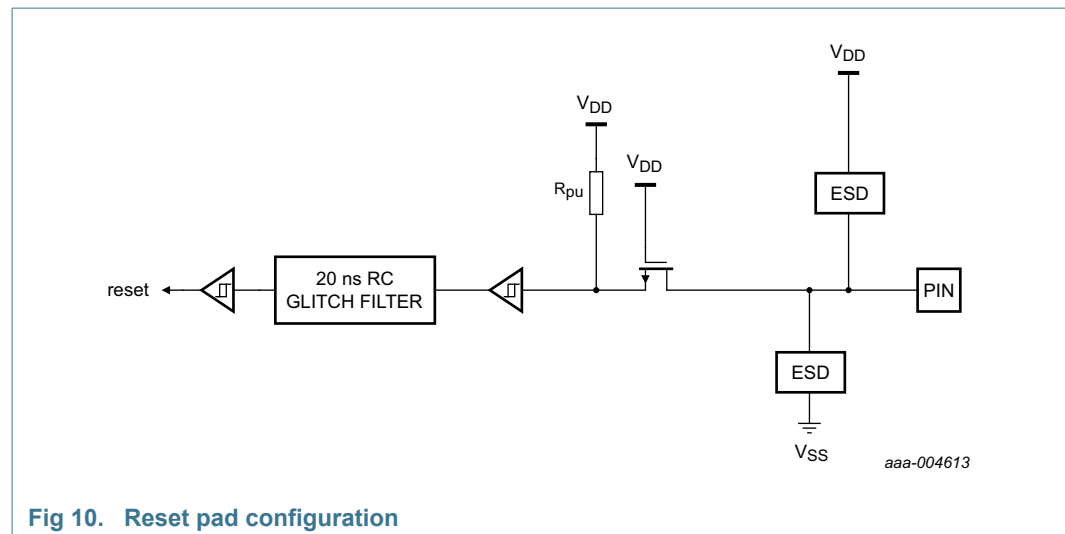 VDD
VDD
VDD
Rpu
ESD
reset
20 ns RC
GLITCH FILTER
PIN
ESD
VSS
aaa-004613
Fig 10. Reset pad configuration